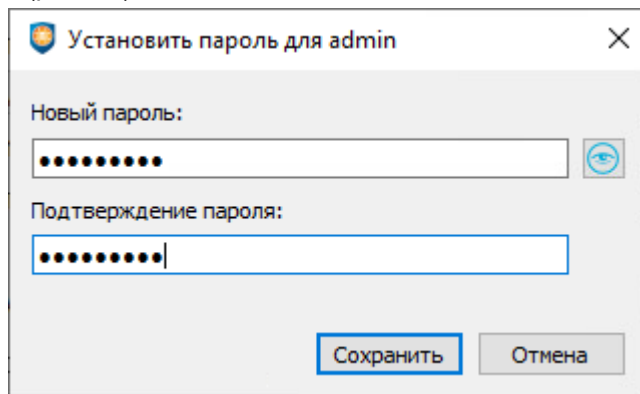 Установить пароль для admin
Новый пароль:
●●●●●●●●●
Подтверждение пароля:
●●●●●●●●●
Сохранить Отмена